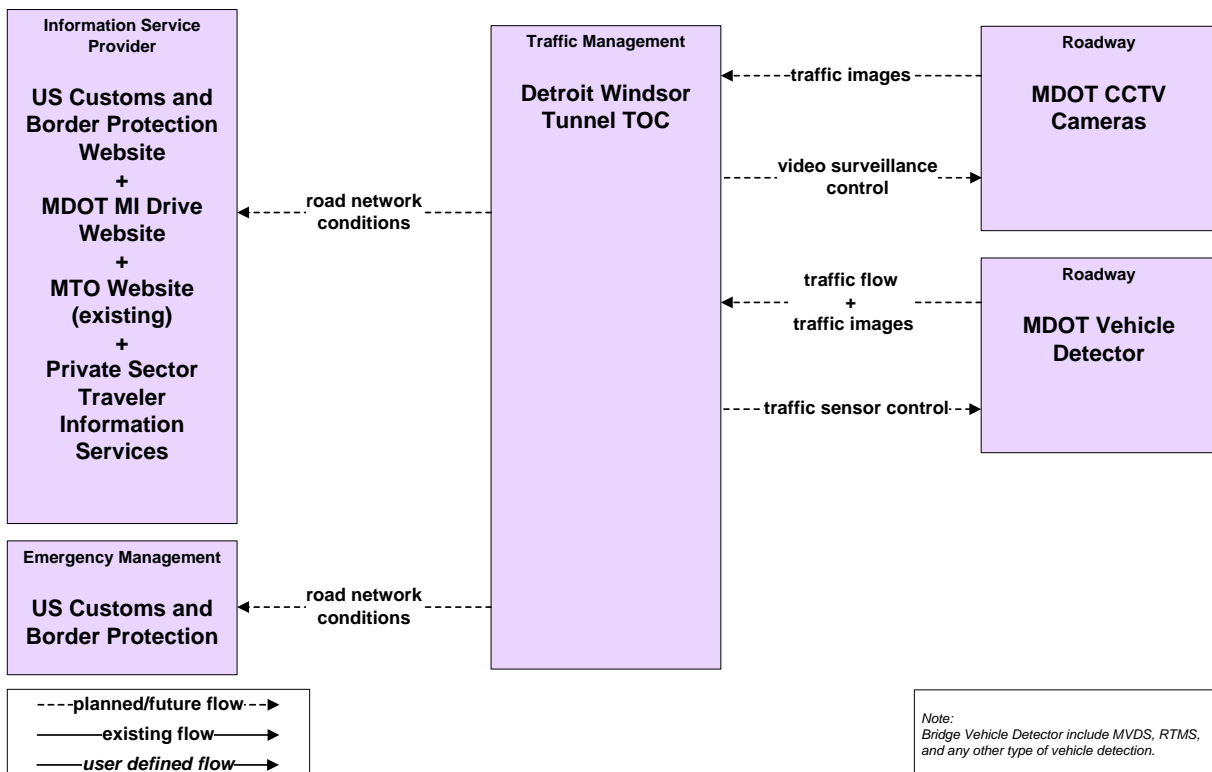 Information Service
Provider
US Customs and
Border Protection
Website
+
MDOT MI Drive
Website
+
MTO Website
(existing)
+
Private Sector
Traveler
Information
Services
Emergency Management
US Customs and
Border Protection
road network
conditions
road network
conditions
Traffic Management
Detroit Windsor
Tunnel TOC
traffic images
video surveillance
control
traffic flow
+
traffic images
traffic sensor control
Roadway
MDOT CCTV
Cameras
Roadway
MDOT Vehicle
Detector
planned/future flow
existing flow
user defined flow
Note:
Bridge Vehicle Detector include MVDS, RTMS,
and any other type of vehicle detection.